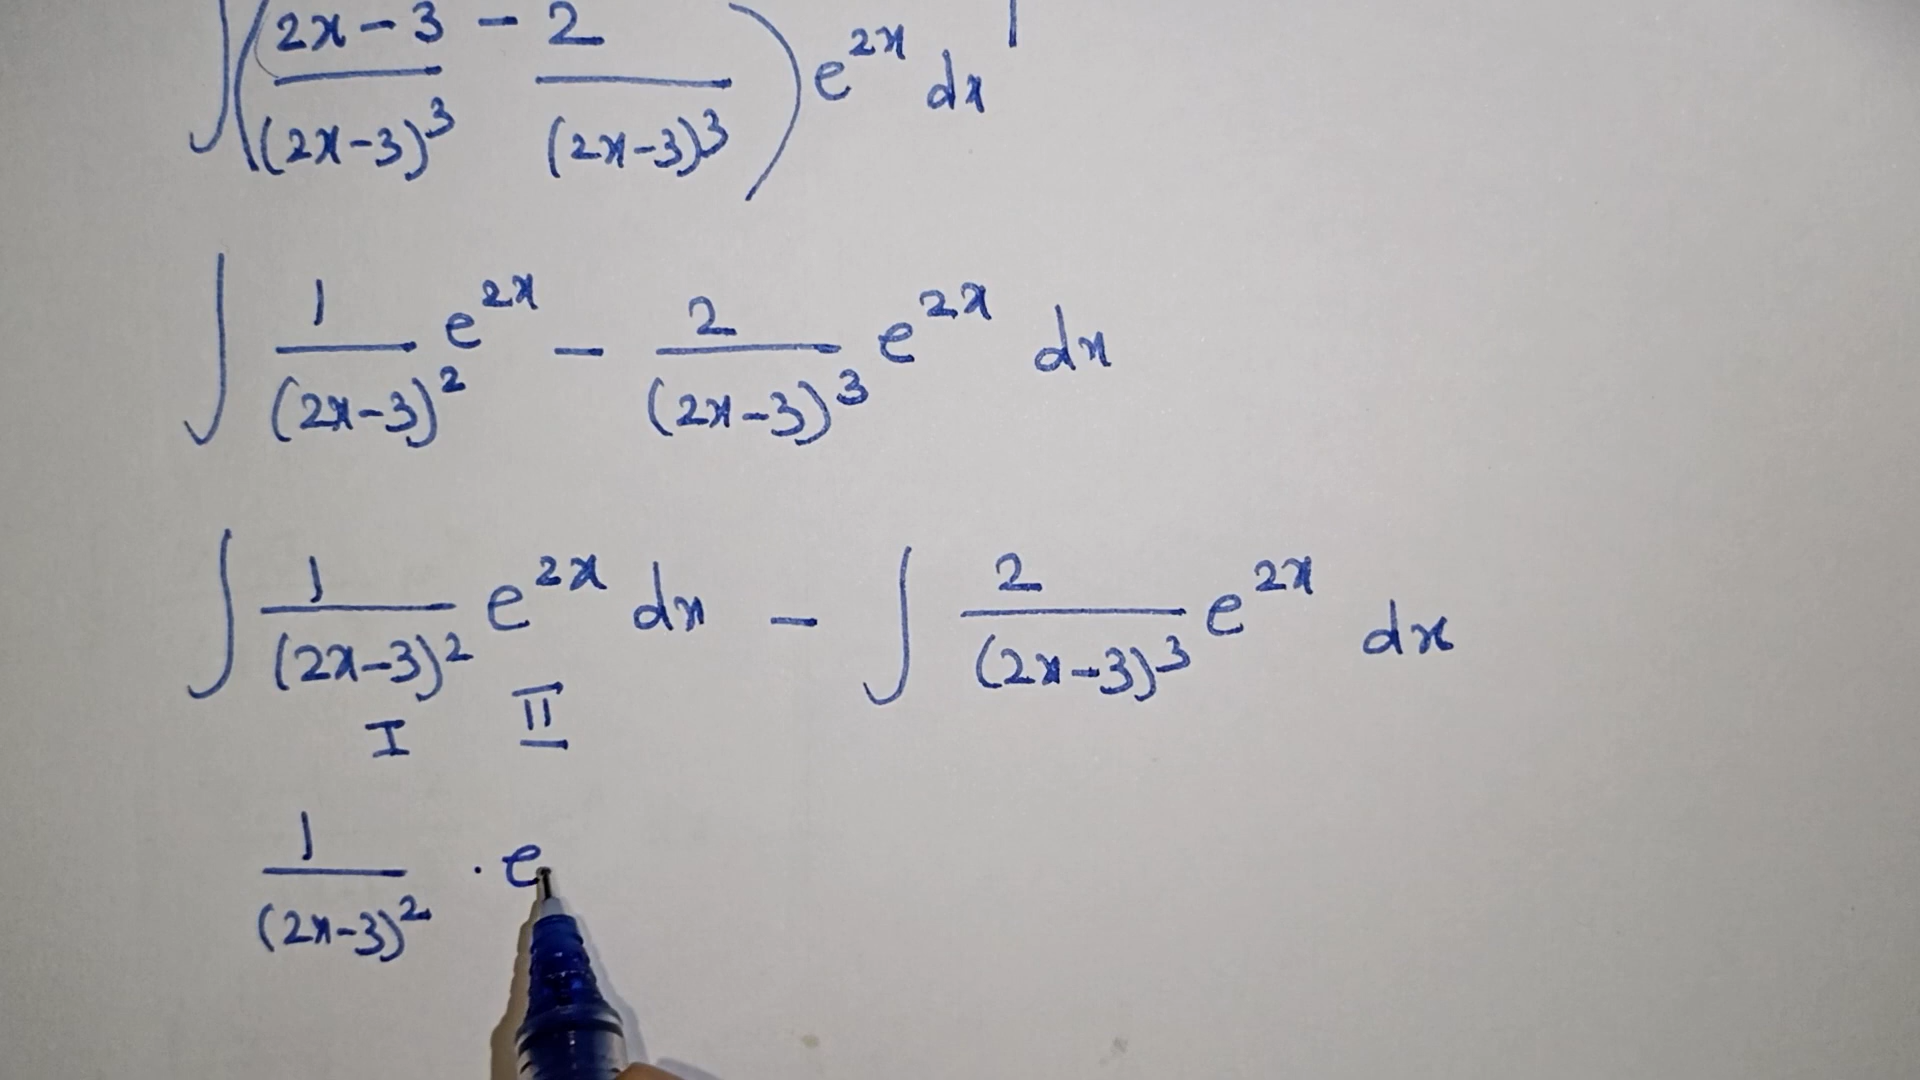 ∫ ( (2x-3)/(2x-3)³ - 2/(2x-3)³ ) e^{2x} dx
∫ 1/(2x-3)² e^{2x} - 2/(2x-3)³ e^{2x} dx
∫ 1/(2x-3)² e^{2x} dx - ∫ 2/(2x-3)³ e^{2x} dx
I II
1/(2x-3)² · e